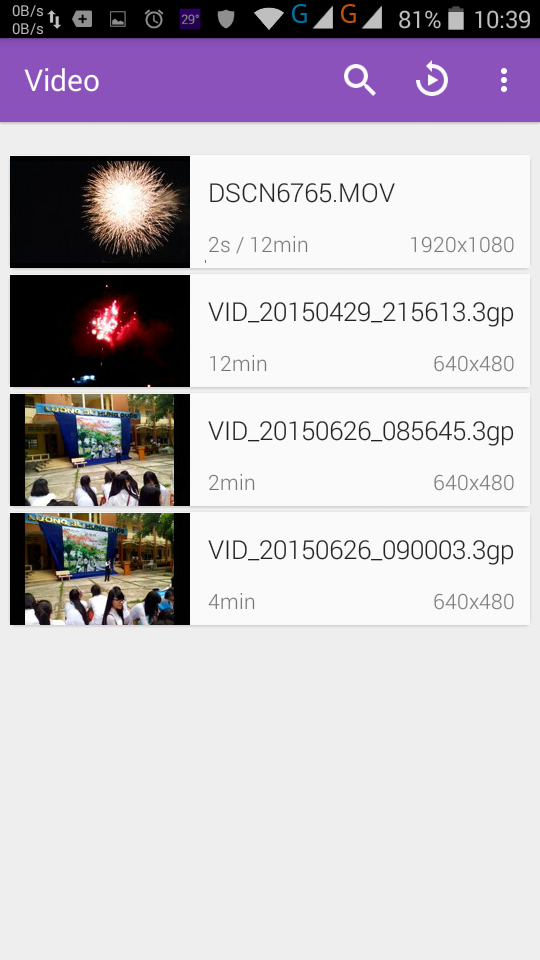 0B/s
0B/s
29°
G
G
81%
10:39
Video
DSCN6765.MOV
2s / 12min
1920x1080
VID_20150429_215613.3gp
12min
640x480
VID_20150626_085645.3gp
2min
640x480
VID_20150626_090003.3gp
4min
640x480